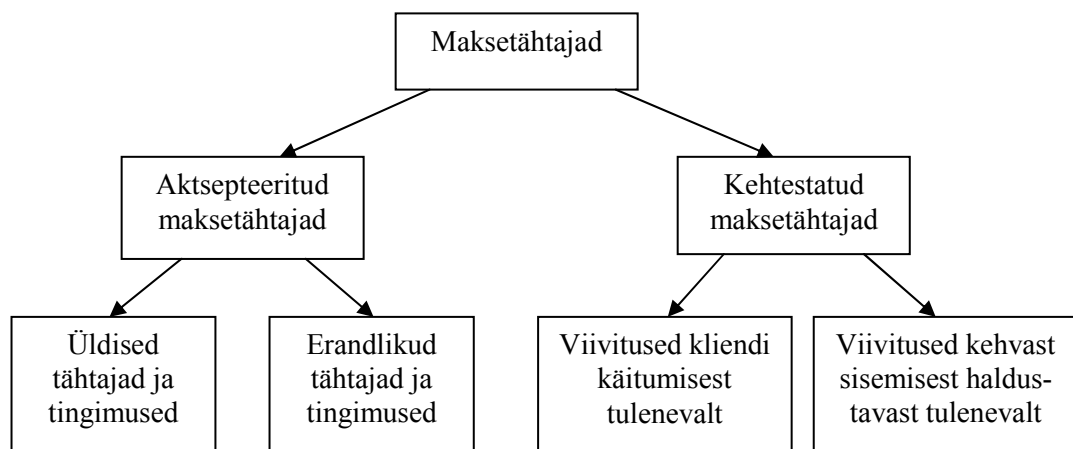 Maksetähtajad
Aktsepteeritud
maksetähtajad
Kehtestatud
maksetähtajad
Üldised
tähtajad ja
tingimused
Erandlikud
tähtajad ja
tingimused
Viivitused kliendi
käitumisest
tulenevalt
Viivitused kehvast
sisemisest haldus-
tavast tulenevalt